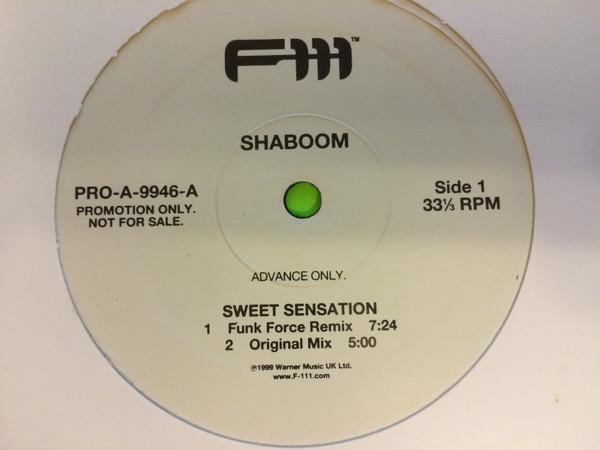 F-111™
SHABOOM
PRO-A-9946-A
PROMOTION ONLY.
NOT FOR SALE.
Side 1
33⅓ RPM
ADVANCE ONLY.
SWEET SENSATION
1 Funk Force Remix 7:24
2 Original Mix 5:00
℗1999 Warner Music UK Ltd.
www.F-111.com